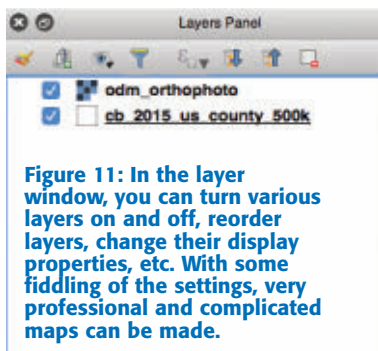 Layers Panel
odm_orthophoto
cb_2015_us_county_500k
Figure 11: In the layer
window, you can turn various
layers on and off, reorder
layers, change their display
properties, etc. With some
fiddling of the settings, very
professional and complicated
maps can be made.